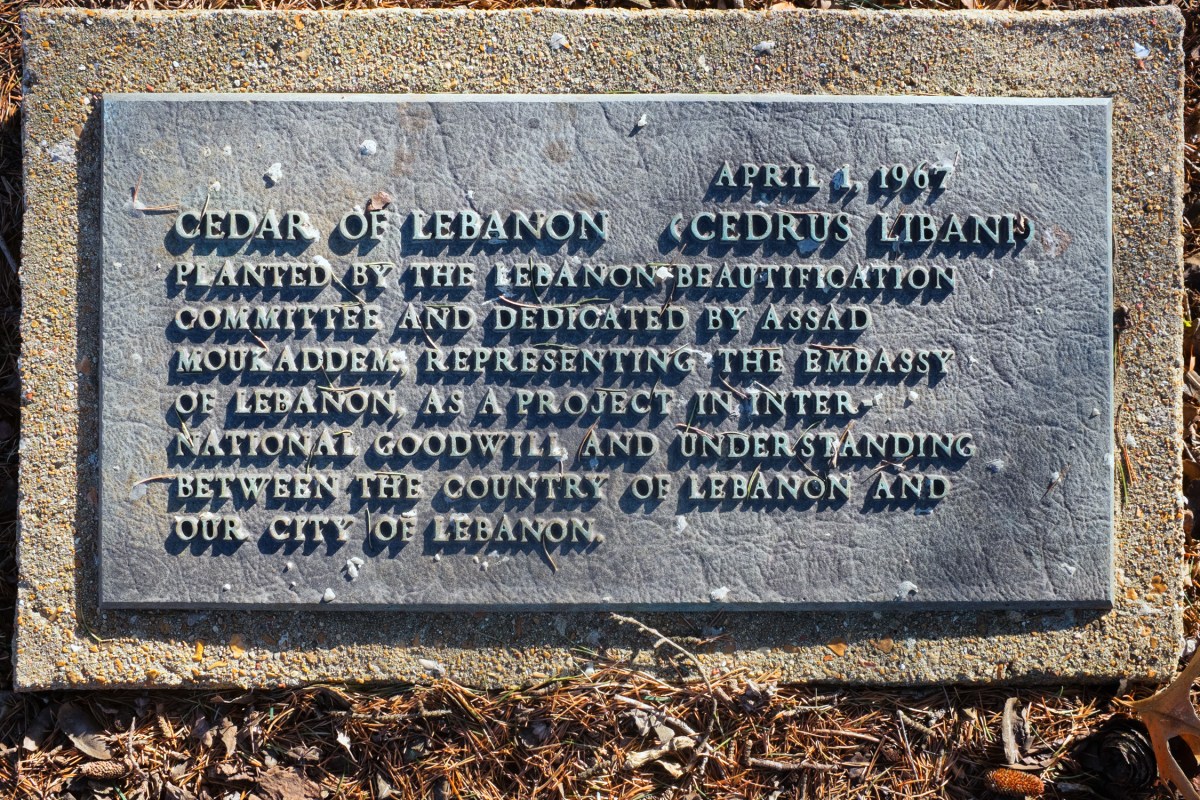 APRIL 1, 1967
CEDAR OF LEBANON (CEDRUS LIBANI)
PLANTED BY THE LEBANON BEAUTIFICATION
COMMITTEE AND DEDICATED BY ASSAD
MOUKADDEM, REPRESENTING THE EMBASSY
OF LEBANON, AS A PROJECT IN INTER-
NATIONAL GOODWILL AND UNDERSTANDING
BETWEEN THE COUNTRY OF LEBANON AND
OUR CITY OF LEBANON.